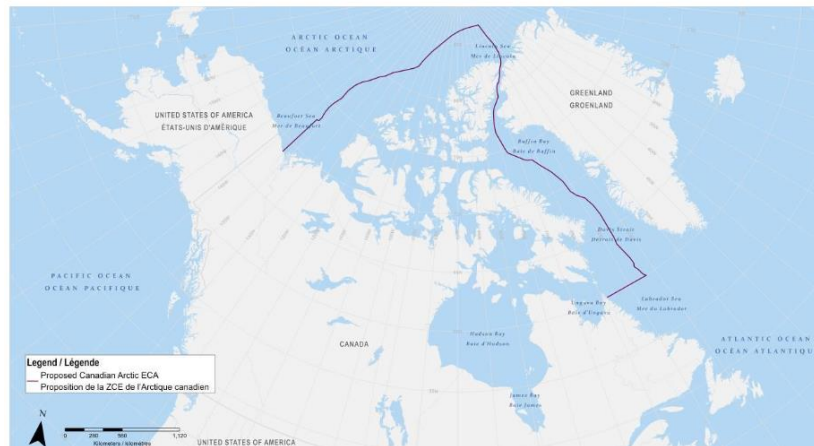 ARCTIC OCEAN
OCÉAN ARCTIQUE
Lincoln Sea
Mer de Lincoln
GREENLAND
GROENLAND
UNITED STATES OF AMERICA
ÉTATS-UNIS D'AMÉRIQUE
Beaufort Sea
Mer de Beaufort
Baffin Bay
Baie de Baffin
Davis Strait
Détroit de Davis
PACIFIC OCEAN
OCÉAN PACIFIQUE
Ungava Bay
Baie d'Ungava
Labrador Sea
Mer du Labrador
Hudson Bay
Baie d'Hudson
CANADA
ATLANTIC OCEAN
OCÉAN ATLANTIQUE
Legend / Légende
Proposed Canadian Arctic ECA
Proposition de la ZCE de l'Arctique canadien
James Bay
Baie James
N
0
Kilometers / kilomètres
UNITED STATES OF AMERICA